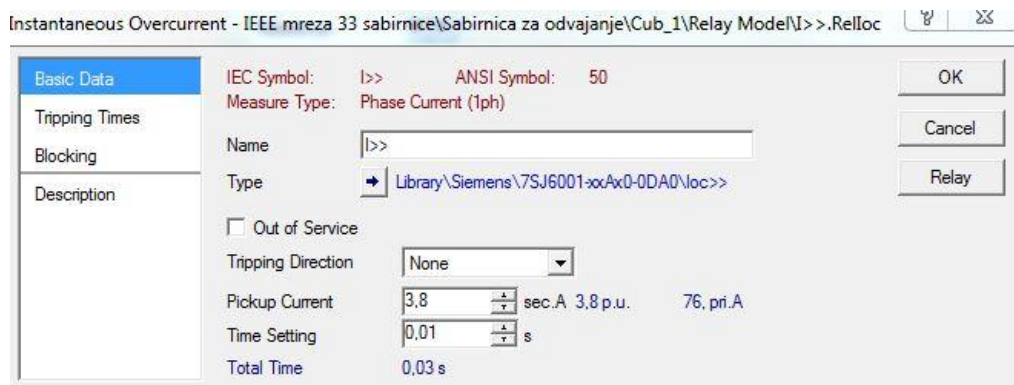 Instantaneous Overcurrent - IEEE mreza 33 sabirnice\Sabirnica za odvajanje\Cub_1\Relay Model\I>>.RelIoc
Basic Data
Tripping Times
Blocking
Description
IEC Symbol: I>> ANSI Symbol: 50
Measure Type: Phase Current (1ph)
Name I>>
Type Library\Siemens\7SJ6001-xxAx0-0DA0\Ioc>>
Out of Service
Tripping Direction None
Pickup Current 3,8 sec.A 3,8 p.u. 76, pri.A
Time Setting 0,01 s
Total Time 0,03 s
OK
Cancel
Relay